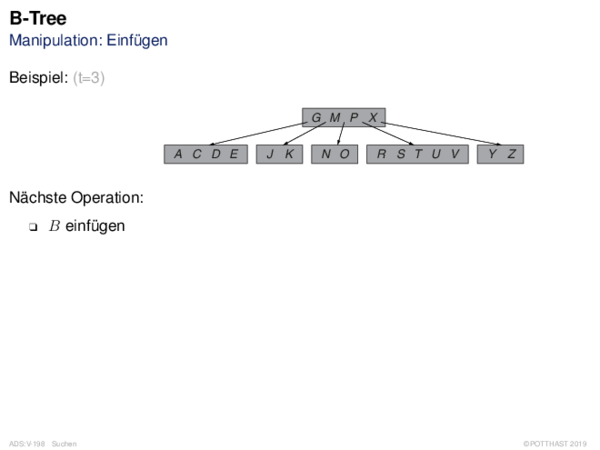 B-Tree
Manipulation: Einfügen
Beispiel: (t=3)
G M P X
A C D E J K N O R S T U V Y Z
Nächste Operation:
❑ B einfügen
ADS:V-198 Suchen ©POTTHAST 2019